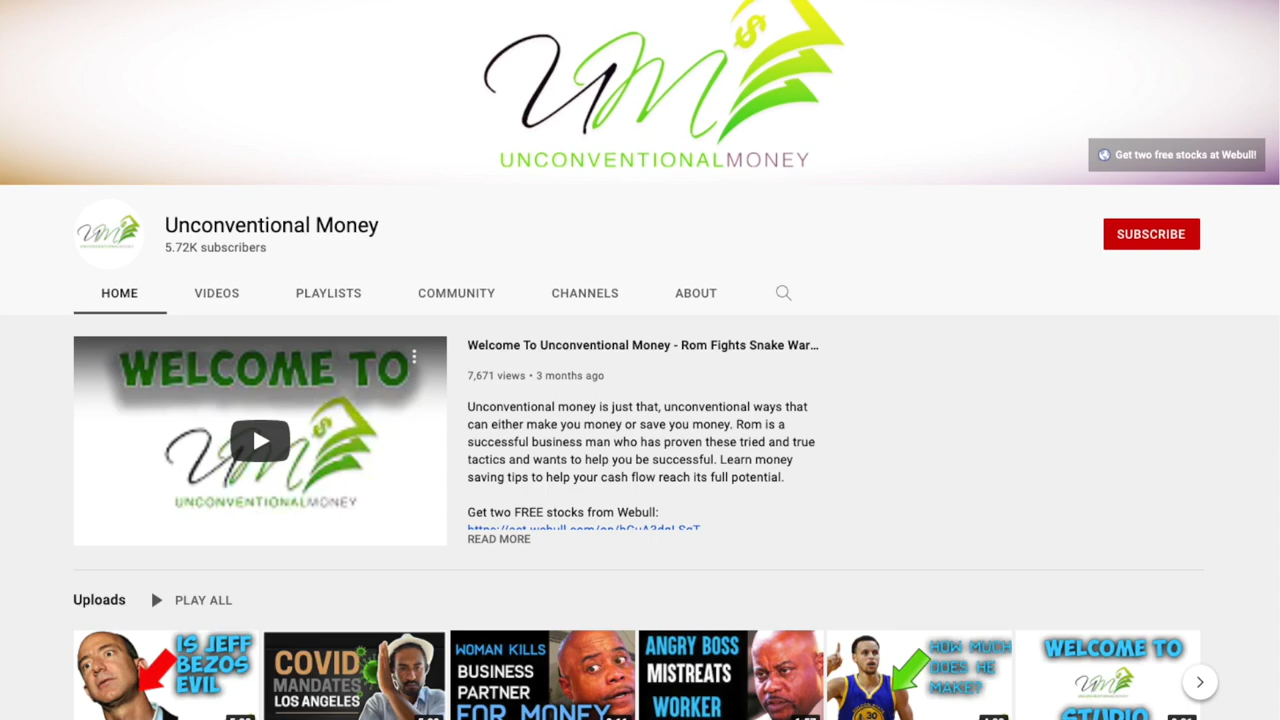 UM
$
UNCONVENTIONALMONEY
Get two free stocks at Webull!
UM
Unconventional Money
5.72K subscribers
SUBSCRIBE
HOME
VIDEOS
PLAYLISTS
COMMUNITY
CHANNELS
ABOUT
WELCOME TO
UM
$
UNCONVENTIONALMONEY
Welcome To Unconventional Money - Rom Fights Snake War...
7,671 views • 3 months ago
Unconventional money is just that, unconventional ways that
can either make you money or save you money. Rom is a
successful business man who has proven these tried and true
tactics and wants to help you be successful. Learn money
saving tips to help your cash flow reach its full potential.
Get two FREE stocks from Webull:
READ MORE
Uploads
PLAY ALL
IS JEFF
BEZOS
EVIL
COVID
MANDATES
LOS ANGELES
WOMAN KILLS
BUSINESS
PARTNER
FOR MONEY
ANGRY BOSS
MISTREATS
WORKER
HOW MUCH
DOES HE
MAKE?
30
WELCOME TO
UM
STUDIO